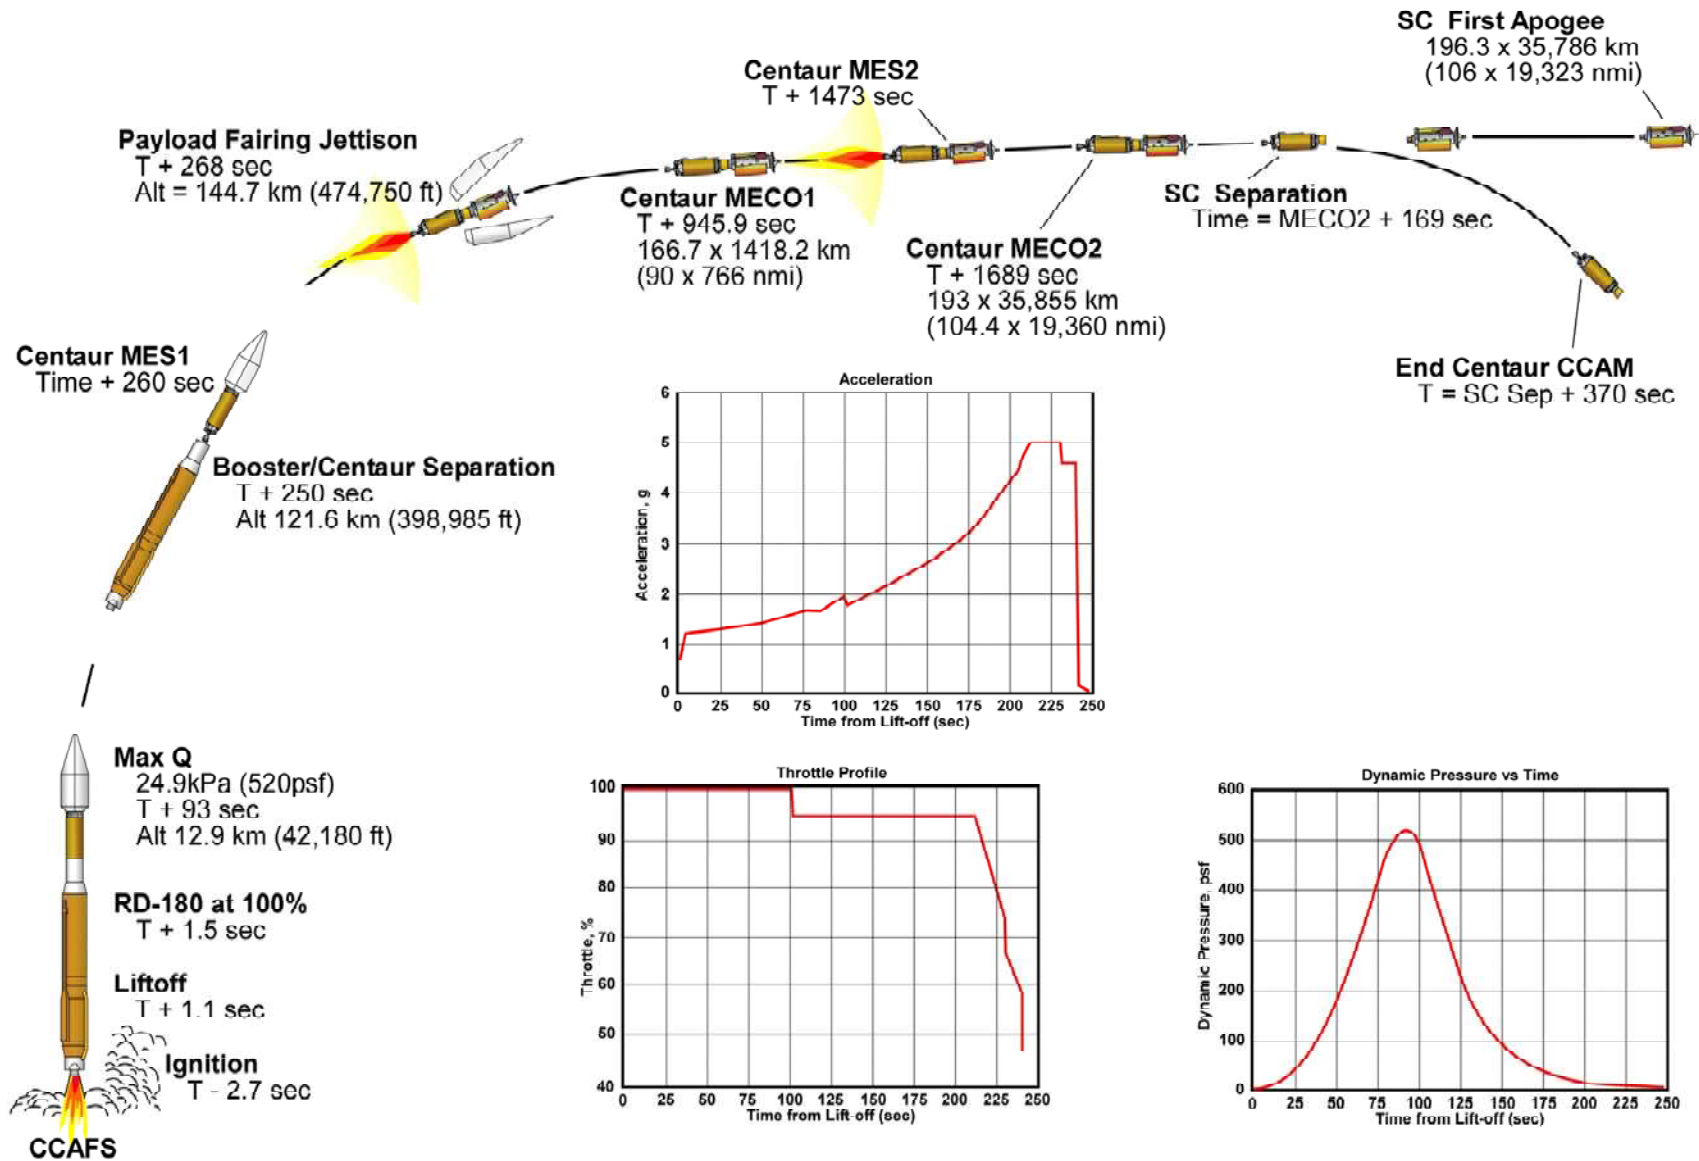 SC First Apogee
196.3 x 35,786 km
(106 x 19,323 nmi)
Centaur MES2
T + 1473 sec
Payload Fairing Jettison
T + 268 sec
Alt = 144.7 km (474,750 ft)
Centaur MECO1
T + 945.9 sec
166.7 x 1418.2 km
(90 x 766 nmi)
SC Separation
Time = MECO2 + 169 sec
Centaur MECO2
T + 1689 sec
193 x 35,855 km
(104.4 x 19,360 nmi)
End Centaur CCAM
T = SC Sep + 370 sec
Centaur MES1
Time + 260 sec
Booster/Centaur Separation
T + 250 sec
Alt 121.6 km (398,985 ft)
Acceleration
6
5
4
3
2
1
0
Acceleration, g
0 25 50 75 100 125 150 175 200 225 250
Time from Lift-off (sec)
Max Q
24.9kPa (520psf)
T + 93 sec
Alt 12.9 km (42,180 ft)
RD-180 at 100%
T + 1.5 sec
Liftoff
T + 1.1 sec
Ignition
T - 2.7 sec
CCAFS
Throttle Profile
100
90
80
70
60
50
40
Throttle, %
0 25 50 75 100 125 150 175 200 225 250
Time from Lift-off (sec)
Dynamic Pressure vs Time
600
500
400
300
200
100
0
Dynamic Pressure, psf
0 25 50 75 100 125 150 175 200 225 250
Time from Lift-off (sec)